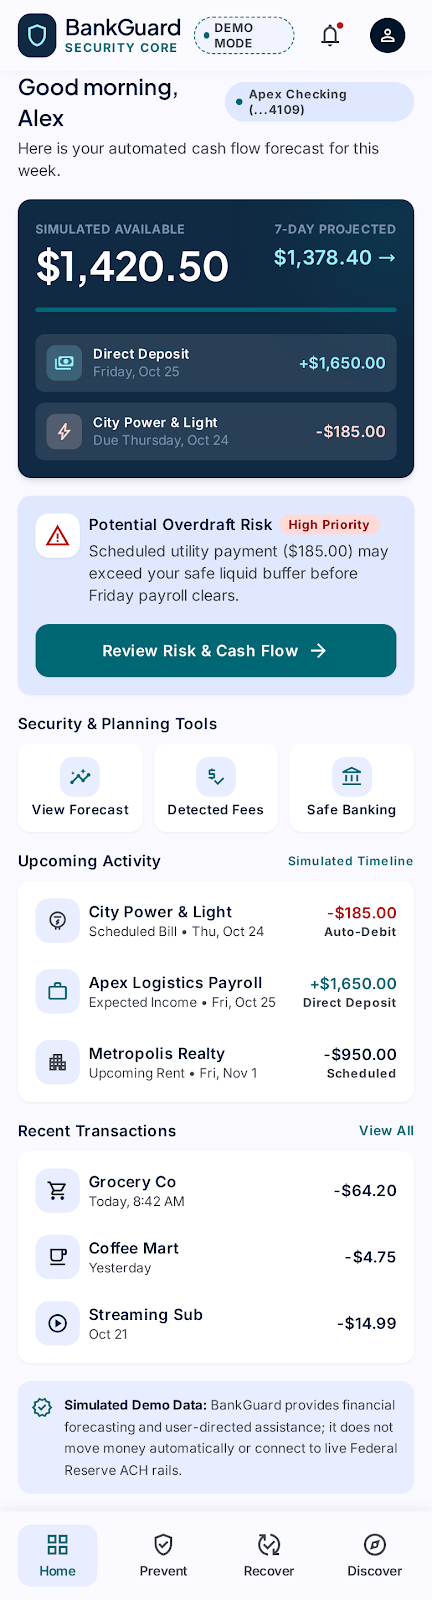 BankGuard
SECURITY CORE
DEMO
MODE
Good morning,
Alex
Apex Checking
(...4109)
Here is your automated cash flow forecast for this
week.
SIMULATED AVAILABLE
7-DAY PROJECTED
$1,420.50
$1,378.40 →
Direct Deposit
Friday, Oct 25
+$1,650.00
City Power & Light
Due Thursday, Oct 24
-$185.00
Potential Overdraft Risk
High Priority
Scheduled utility payment ($185.00) may
exceed your safe liquid buffer before
Friday payroll clears.
Review Risk & Cash Flow →
Security & Planning Tools
View Forecast
Detected Fees
Safe Banking
Upcoming Activity
Simulated Timeline
City Power & Light
-$185.00
Scheduled Bill • Thu, Oct 24
Auto-Debit
Apex Logistics Payroll
+$1,650.00
Expected Income • Fri, Oct 25
Direct Deposit
Metropolis Realty
-$950.00
Upcoming Rent • Fri, Nov 1
Scheduled
Recent Transactions
View All
Grocery Co
Today, 8:42 AM
-$64.20
Coffee Mart
Yesterday
-$4.75
Streaming Sub
Oct 21
-$14.99
Simulated Demo Data: BankGuard provides financial
forecasting and user-directed assistance; it does not
move money automatically or connect to live Federal
Reserve ACH rails.
Home
Prevent
Recover
Discover